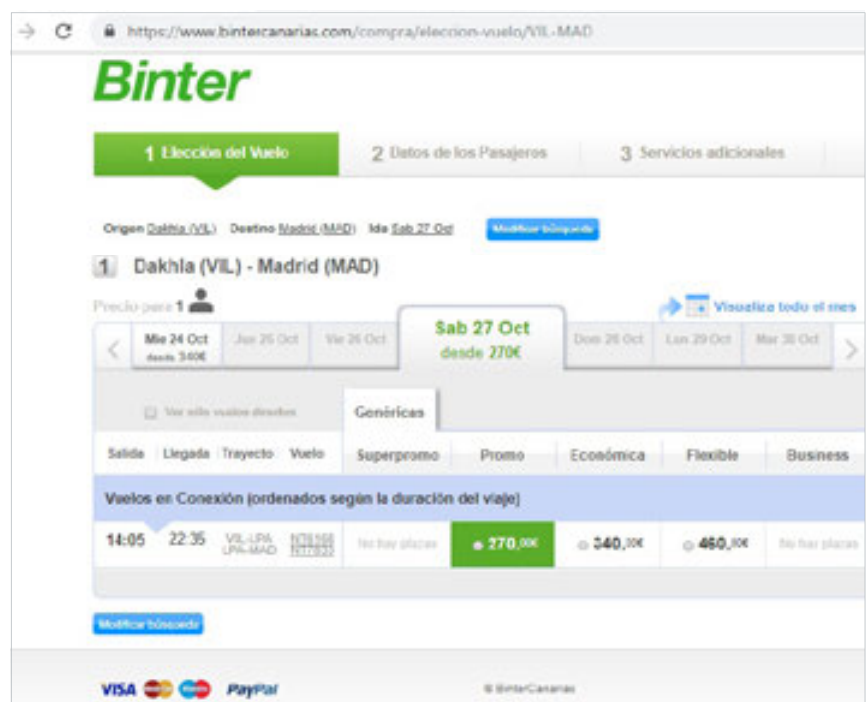 https://www.bintercanarias.com/compra/eleccion-vuelo/VIL-MAD
Binter
1 Elección del Vuelo 2 Datos de los Pasajeros 3 Servicios adicionales
Origen Dakhla (VIL) Destino Madrid (MAD) Ida Sab 27 Oct Modificar búsqueda
1 Dakhla (VIL) - Madrid (MAD)
Precio para 1 Visualiza todo el mes
Mie 24 Oct Jue 25 Oct Vie 26 Oct Sab 27 Oct Dom 28 Oct Lun 29 Oct Mar 30 Oct
desde 340€ desde 270€
Ver sólo vuelos directos Genéricas
Salida Llegada Trayecto Vuelo Superpromo Promo Económica Flexible Business
Vuelos en Conexión (ordenados según la duración del viaje)
14:05 22:35 VIL-LPA No hay plazas 270,00€ 340,00€ 460,00€ No hay plazas
LPA-MAD
Modificar búsqueda
VISA PayPal © BinterCanarias